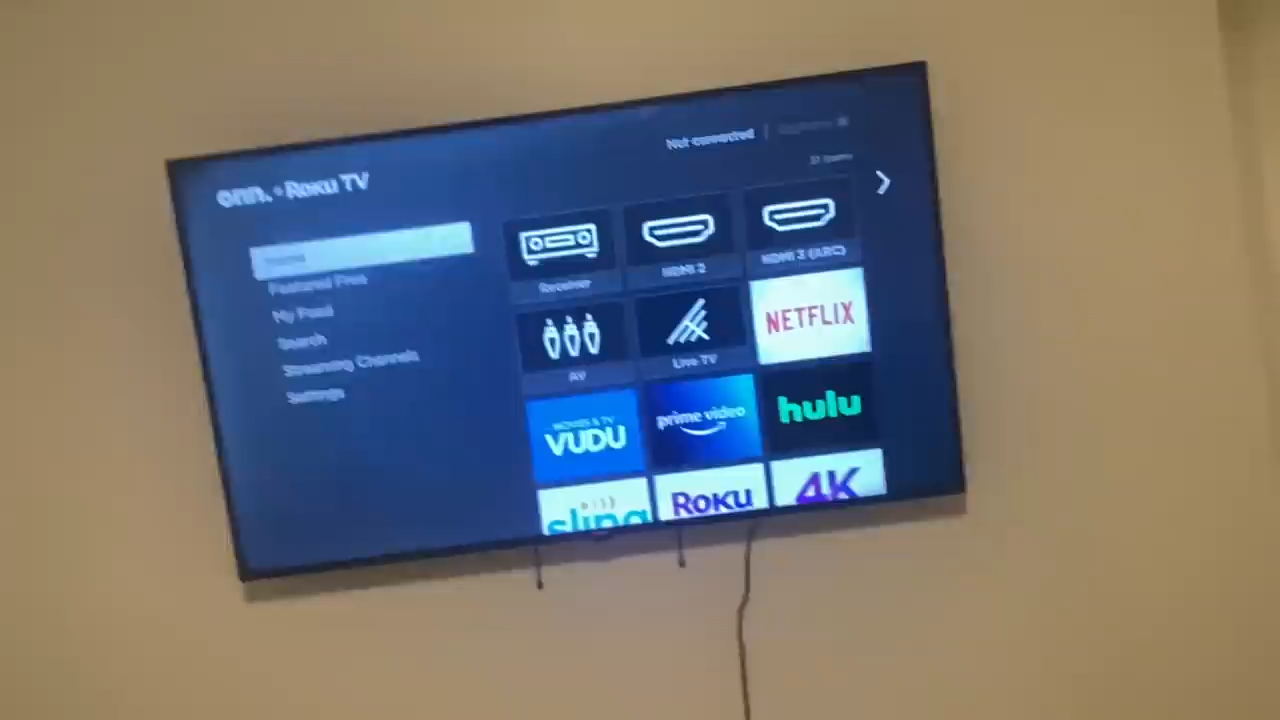 Not connected
onn. • Roku TV
Home
Featured Free
My Feed
Search
Streaming Channels
Settings
Receiver
HDMI 2
HDMI 3 (ARC)
AV
Live TV
NETFLIX
MOVIES & TV
VUDU
prime video
hulu
sling
Roku
4K